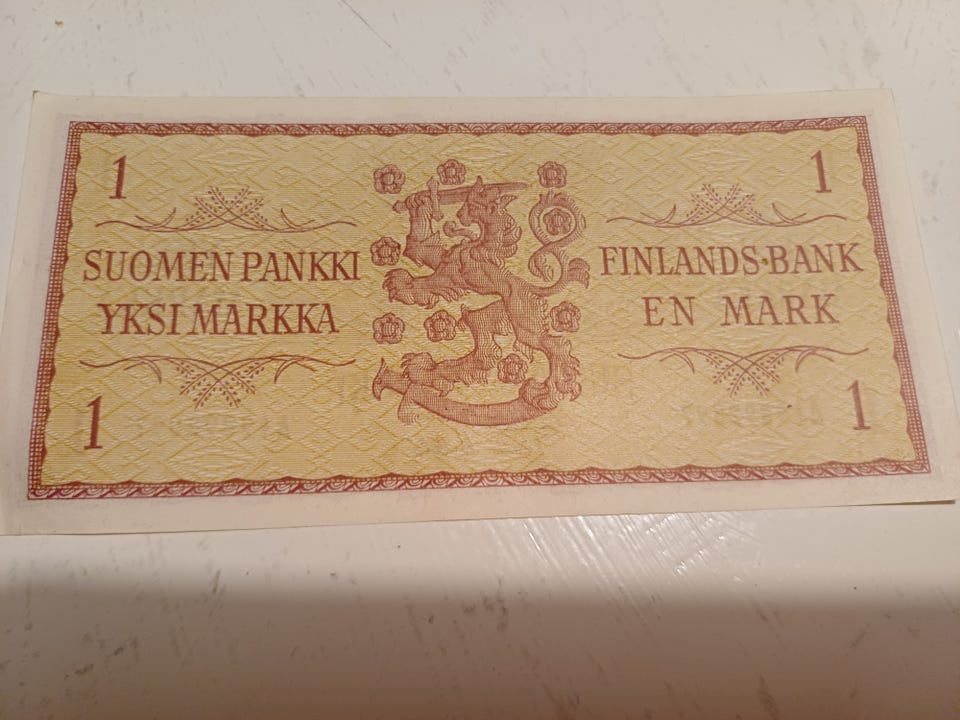 1
1
SUOMEN PANKKI
YKSI MARKKA
FINLANDS·BANK
EN MARK
1
1